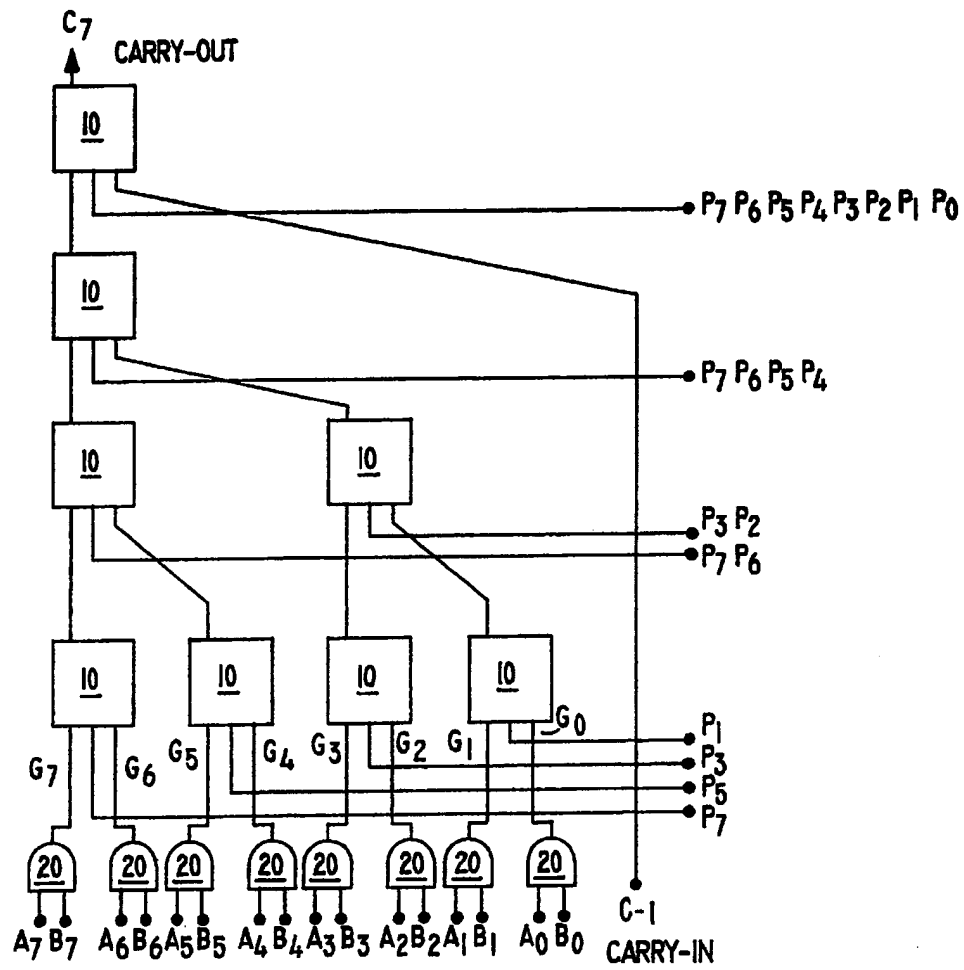 C7
CARRY-OUT
10
P7 P6 P5 P4 P3 P2 P1 P0
10
P7 P6 P5 P4
10 10
P3 P2
P7 P6
10 10 10 10
G7 G6 G5 G4 G3 G2 G1 G0
P1
P3
P5
P7
20 20 20 20 20 20 20 20
A7 B7 A6 B6 A5 B5 A4 B4 A3 B3 A2 B2 A1 B1 A0 B0
C-1
CARRY-IN